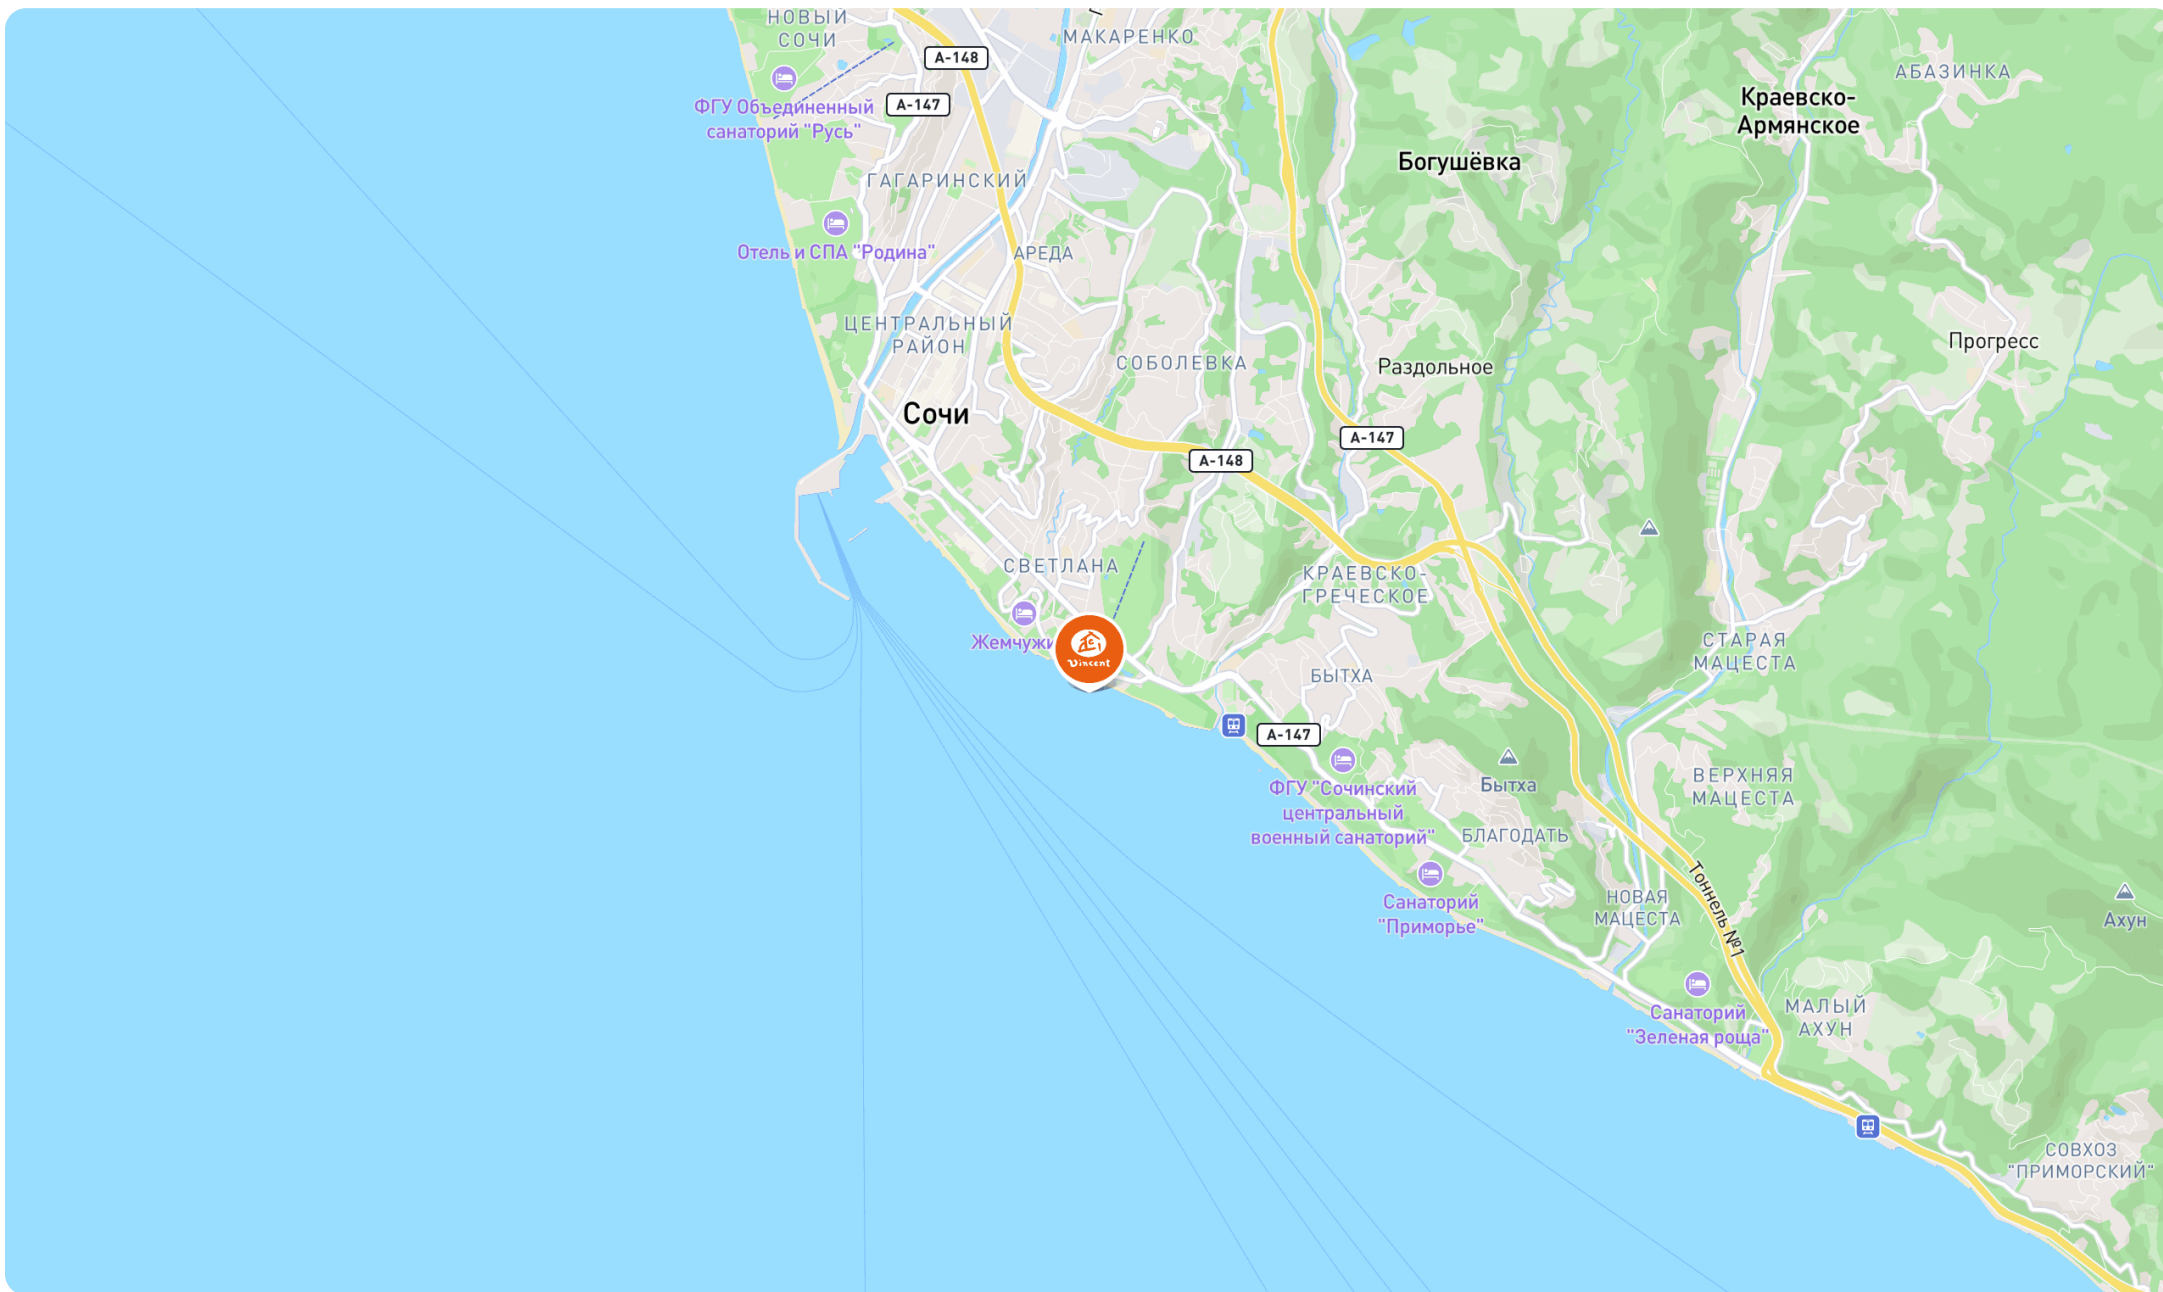 НОВЫЙ
СОЧИ
МАКАРЕНКО
А-148
А-147
ФГУ Объединенный
санаторий "Русь"
АБАЗИНКА
Краевско-
Армянское
Богушёвка
ГАГАРИНСКИЙ
Отель и СПА "Родина"
АРЕДА
ЦЕНТРАЛЬНЫЙ
РАЙОН
СОБОЛЕВКА
Раздольное
Прогресс
Сочи
А-147
А-148
СВЕТЛАНА
КРАЕВСКО-
ГРЕЧЕСКОЕ
Жемчужи
Vincent
СТАРАЯ
МАЦЕСТА
БЫТХА
А-147
ФГУ "Сочинский
центральный
военный санаторий"
Бытха
ВЕРХНЯЯ
МАЦЕСТА
БЛАГОДАТЬ
Санаторий
"Приморье"
НОВАЯ
МАЦЕСТА
Тоннель №1
Ахун
Санаторий
"Зеленая роща"
МАЛЫЙ
АХУН
СОВХОЗ
"ПРИМОРСКИЙ"